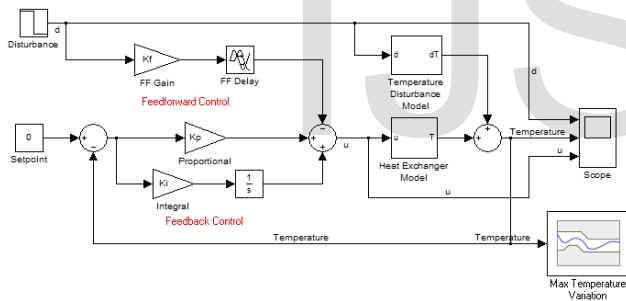 d
Disturbance
Kf
FF Gain
FF Delay
Feedforward Control
d
dT
Temperature
Disturbance
Model
d
0
Setpoint
Kp
Proportional
u
u
T
Heat Exchanger
Model
Temperature
Scope
u
Ki
Integral
1
s
Feedback Control
Temperature
Temperature
Max Temperature
Variation
IJS